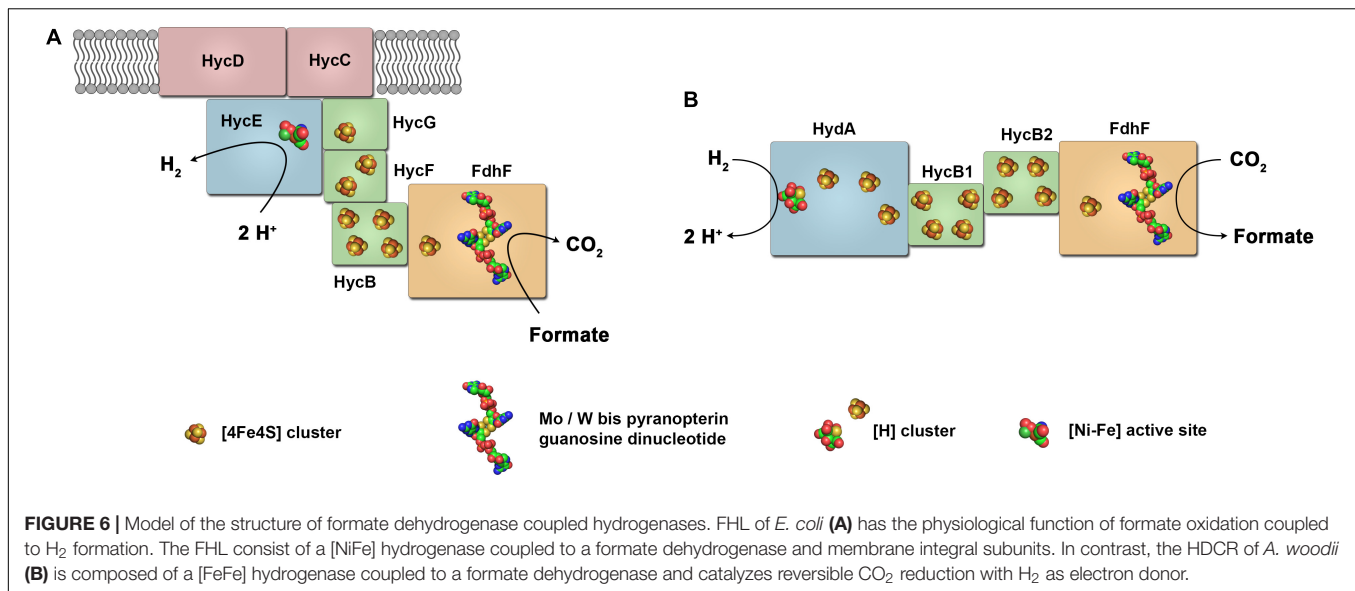 A
HycD
HycC
HycE
HycG
H₂
HycF
FdhF
2 H⁺
CO₂
HycB
Formate
B
HydA
HycB2
FdhF
H₂
HycB1
CO₂
2 H⁺
Formate
[4Fe4S] cluster
Mo / W bis pyranopterin
guanosine dinucleotide
[H] cluster
[Ni-Fe] active site
FIGURE 6 | Model of the structure of formate dehydrogenase coupled hydrogenases. FHL of E. coli (A) has the physiological function of formate oxidation coupled
to H₂ formation. The FHL consist of a [NiFe] hydrogenase coupled to a formate dehydrogenase and membrane integral subunits. In contrast, the HDCR of A. woodii
(B) is composed of a [FeFe] hydrogenase coupled to a formate dehydrogenase and catalyzes reversible CO₂ reduction with H₂ as electron donor.